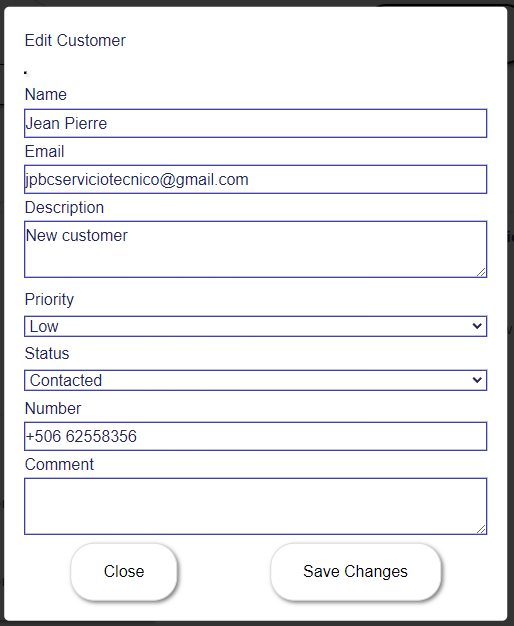 Edit Customer
Name
Jean Pierre
Email
jpbcserviciotecnico@gmail.com
Description
New customer
Priority
Low
Status
Contacted
Number
+506 62558356
Comment
Close
Save Changes